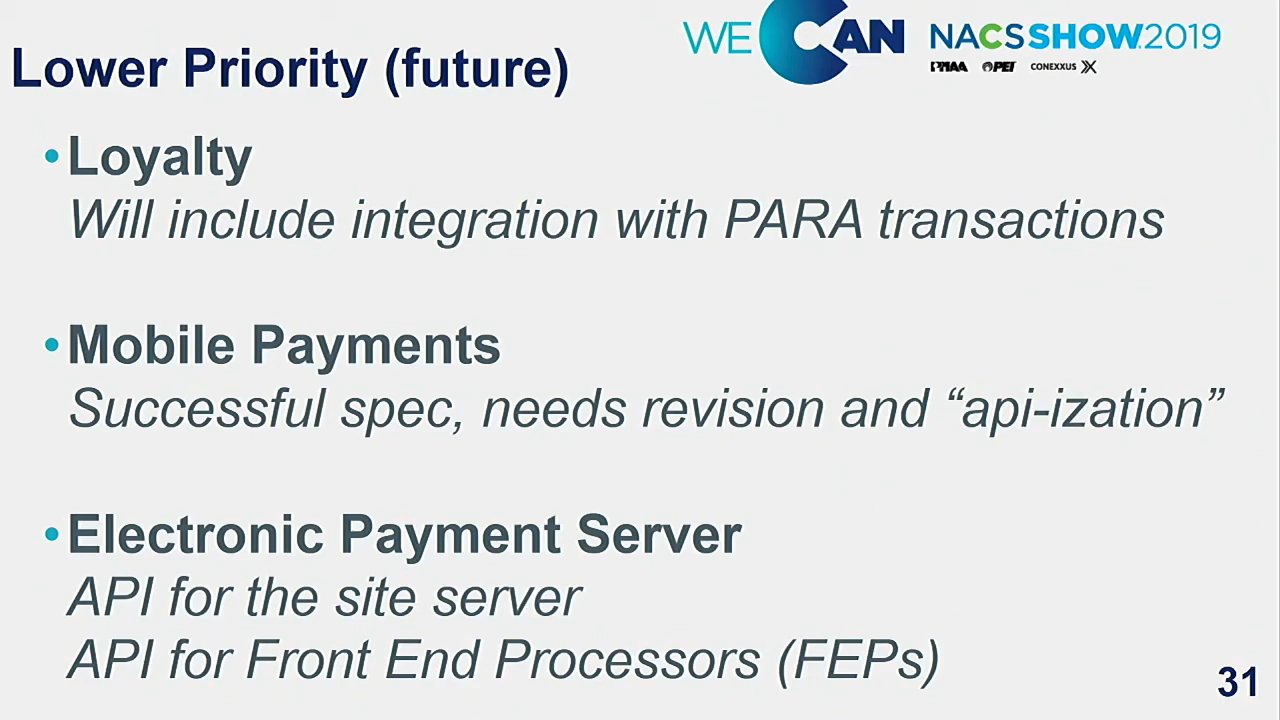 WE CAN NACSSHOW.2019
PMAA PEI CONEXXUS
Lower Priority (future)
•Loyalty
Will include integration with PARA transactions
•Mobile Payments
Successful spec, needs revision and “api-ization”
•Electronic Payment Server
API for the site server
API for Front End Processors (FEPs)
31